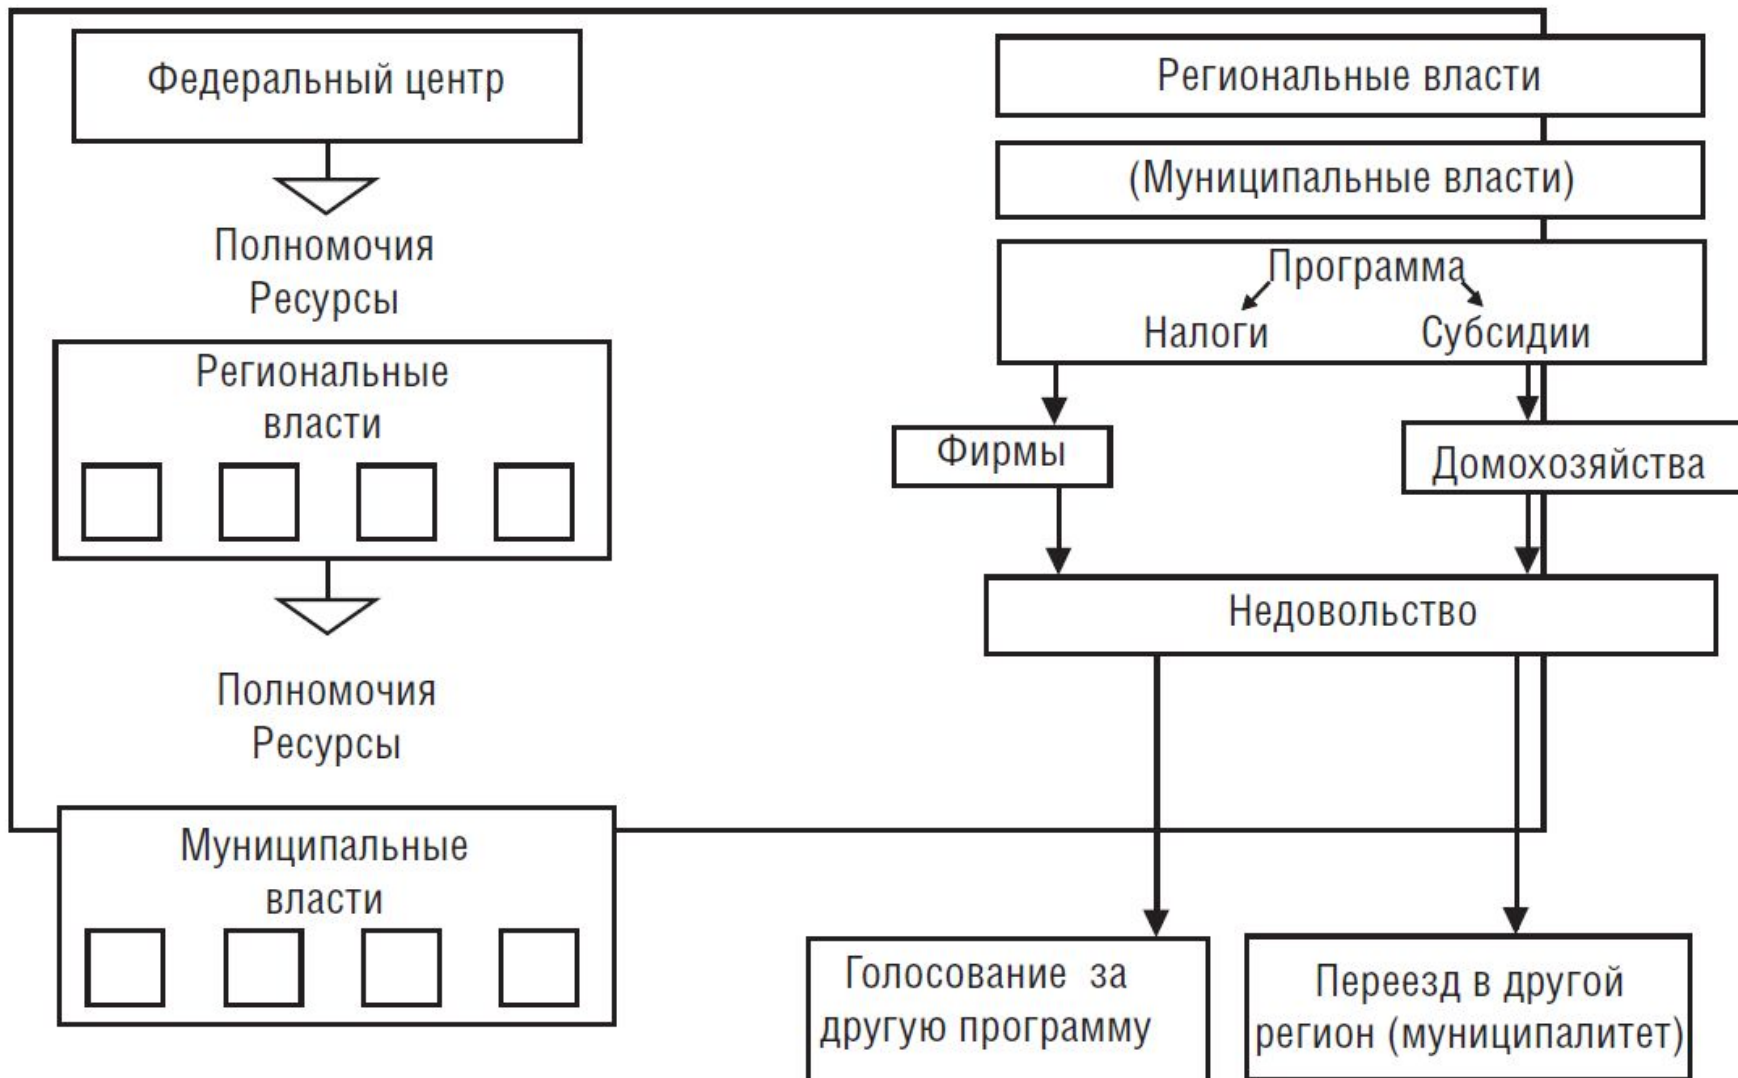 Федеральный центр
Полномочия
Ресурсы
Региональные
власти
Полномочия
Ресурсы
Муниципальные
власти
Региональные власти
(Муниципальные власти)
Программа
Налоги
Субсидии
Фирмы
Домохозяйства
Недовольство
Голосование за
другую программу
Переезд в другой
регион (муниципалитет)